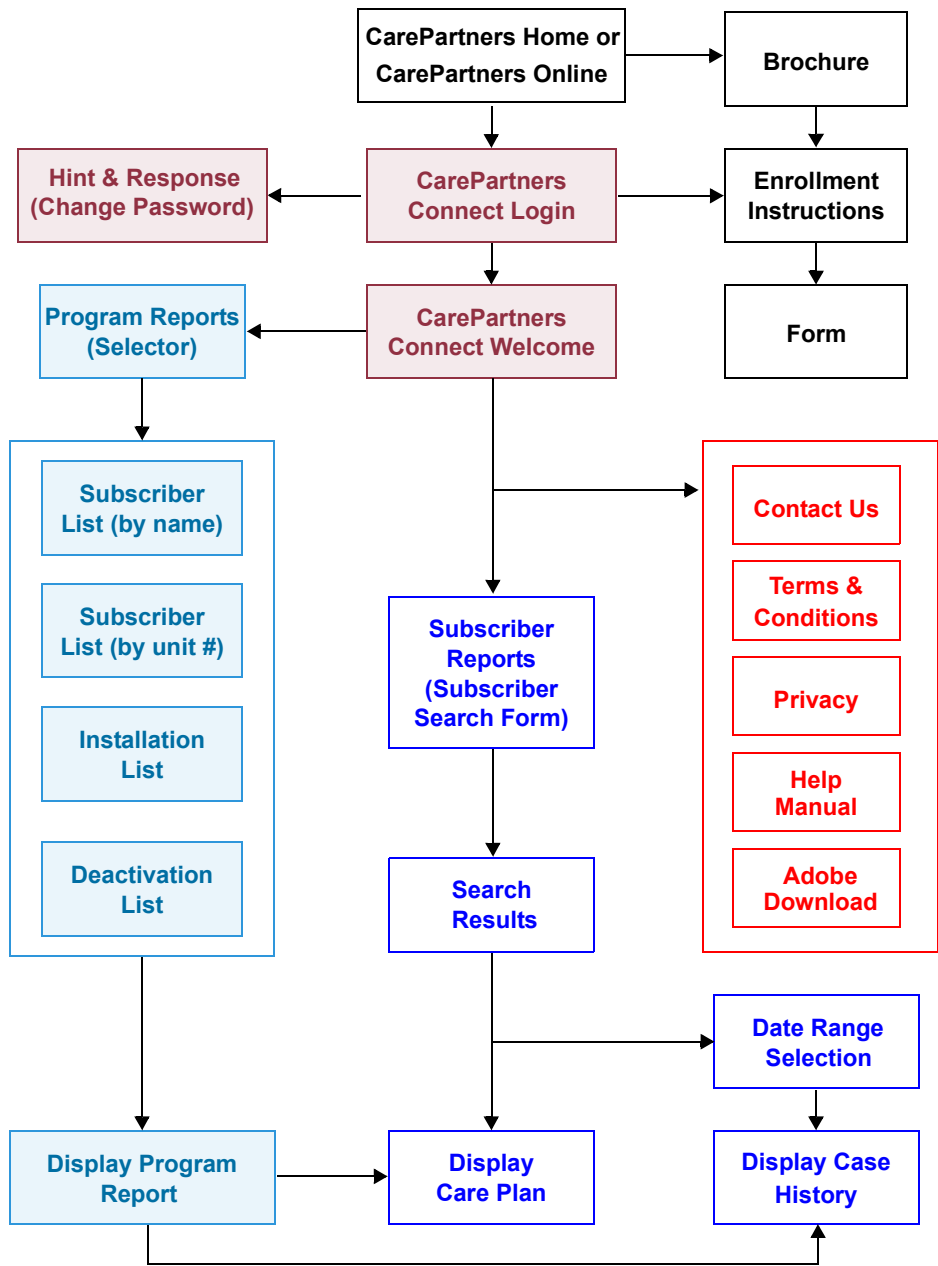 CarePartners Home or
CarePartners Online
Brochure
Hint & Response
(Change Password)
CarePartners
Connect Login
Enrollment
Instructions
Program Reports
(Selector)
CarePartners
Connect Welcome
Form
Subscriber
List (by name)
Subscriber
List (by unit #)
Installation
List
Deactivation
List
Subscriber
Reports
(Subscriber
Search Form)
Search
Results
Contact Us
Terms &
Conditions
Privacy
Help
Manual
Adobe
Download
Date Range
Selection
Display Program
Report
Display
Care Plan
Display Case
History